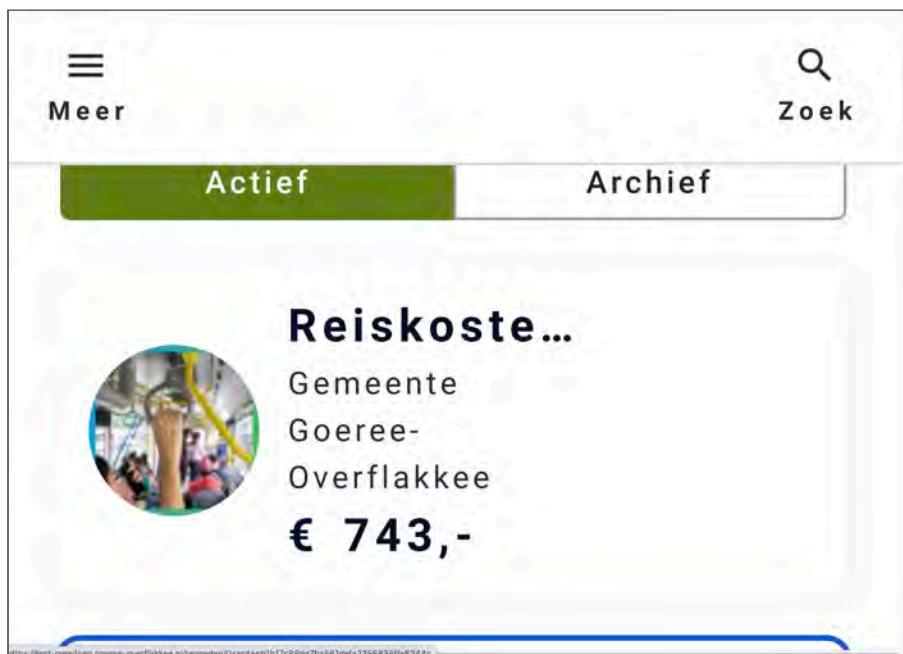 Meer
Zoek
Actief
Archief
Reiskoste…
Gemeente
Goeree-
Overflakkee
€ 743,-